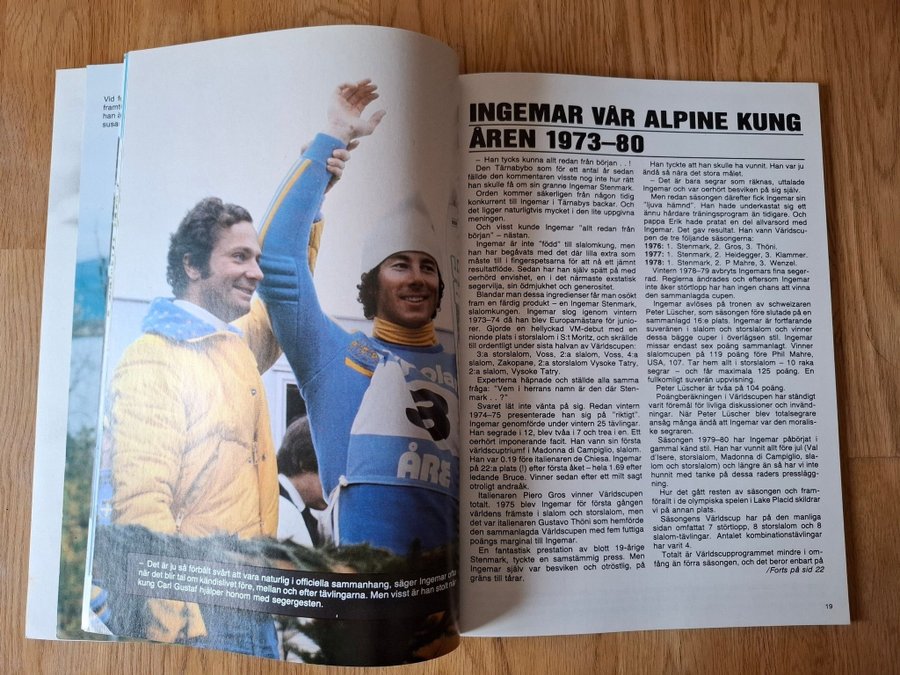 Vid f
framt
han ä
susa
3
ÅRE
– Det är ju så förbålt svårt att vara naturlig i officiella sammanhang, säger Ingemar ofta
när det blir tal om kändislivet före, mellan och efter tävlingarna. Men visst är han stolt nä
kung Carl Gustaf hjälper honom med segergesten.
INGEMAR VÅR ALPINE KUNG
ÅREN 1973–80
– Han tycks kunna allt redan från början . . !
Den Tärnabybo som för ett antal år sedan
fällde den kommentaren visste nog inte hur rätt
han skulle få om sin granne Ingemar Stenmark.
Orden kommer säkerligen från någon tidig
konkurrent till Ingemar i Tärnabys backar. Och
det ligger naturligtvis mycket i den lite uppgivna
meningen.
Och visst kunde Ingemar "allt redan från
början" – nästan.
Ingemar är inte "född" till slalomkung, men
han har begåvats med det där lilla extra som
måste till i fingerspetsarna för att nå ett jämnt
resultatflöde. Sedan har han själv spätt på med
oerhörd envishet, en i det närmaste exstatisk
segervilja, sin ödmjukhet och generositet.
Blandar man dessa ingredienser får man osökt
fram en färdig produkt – en Ingemar Stenmark,
slalomkungen. Ingemar slog igenom vintern
1973–74 då han blev Europamästare för junio-
rer. Gjorde en hellyckad VM-debut med en
nionde plats i storslalom i S:t Moritz, och skrällde
till ordentligt under sista halvan av Världscupen:
3:a storslalom, Voss, 2:a slalom, Voss, 4:a
slalom, Zakopane, 2:a storslalom Vysoke Tatry,
2:a slalom, Vysoke Tatry.
Experterna häpnade och ställde alla samma
fråga: "Vem i herrans namn är den där Sten-
mark . . ?"
Svaret lät inte vänta på sig. Redan vintern
1974–75 presenterade han sig på "riktigt".
Ingemar genomförde under vintern 25 tävlingar.
Han segrade i 12, blev tvåa i 7 och trea i en. Ett
oerhört imponerande facit. Han vann sin första
världscuptriumf i Madonna di Campiglio, slalom.
Han var 0.19 före italienaren de Chiesa. Ingemar
på 22:a plats (!) efter första åket – hela 1.69 efter
ledande Bruce. Vinner sedan efter ett milt sagt
otroligt andraåk.
Italienaren Piero Gros vinner Världscupen
totalt. 1975 blev Ingemar för första gången
världens främste i slalom och storslalom, men
det var italienaren Gustavo Thöni som hemförde
den sammanlagda Världscupen med fem futtiga
poängs marginal till Ingemar.
En fantastisk prestation av blott 19-årige
Stenmark, tyckte en samstämmig press. Men
Ingemar själv var besviken och otröstlig, på
gräns till tårar.
Han tyckte att han skulle ha vunnit. Han var ju
ändå så nära det stora målet.
– Det är bara segrar som räknas, uttalade
Ingemar och var oerhört besviken på sig själv.
Men redan säsongen därefter fick Ingemar sin
"ljuva hämnd". Han hade underkastat sig ett
ännu hårdare träningsprogram än tidigare. Och
pappa Erik hade pratat en del allvarsord med
Ingemar. Det gav resultat. Han vann Världscu-
pen de tre följande säsongerna:
1976: 1. Stenmark, 2. Gros, 3. Thöni.
1977: 1. Stenmark, 2. Heidegger, 3. Klammer.
1978: 1. Stenmark, 2. P Mahre, 3. Wenzel.
Vintern 1978–79 avbryts Ingemars fina seger-
rad. Reglerna ändrades och eftersom Ingemar
inte åker störtlopp har han ingen chans att vinna
den sammanlagda cupen.
Ingemar avlöses på tronen av schweizaren
Peter Lüscher, som säsongen före slutade på en
sammanlagd 16:e plats. Ingemar är fortfarande
suveränen i slalom och storslalom och vinner
dessa bägge cuper i överlägsen stil. Ingemar
missar endast sex poäng sammanlagt. Vinner
slalomcupen på 119 poäng före Phil Mahre,
USA, 107. Tar hem allt i storslalom – 10 raka
segrar – och får maximala 125 poäng. En
fullkomligt suverän uppvisning.
Peter Lüscher är tvåa på 104 poäng.
Poängberäkningen i Världscupen har ständigt
varit föremål för livliga diskussioner och invänd-
ningar. När Peter Lüscher blev totalsegrare
ansåg många ändå att Ingemar var den moralis-
ke segraren.
Säsongen 1979–80 har Ingemar påbörjat i
gammal känd stil. Han har vunnit allt före jul (Val
d'Isere, storslalom, Madonna di Campiglio, sla-
lom och storslalom) och längre än så har vi inte
hunnit med tanke på dessa raders pressläggg-
ning.
Hur det gått resten av säsongen och fram-
förallt i de olympiska spelen i Lake Placid skildrar
vi på annan plats.
Säsongens Världscup har på den manliga
sidan omfattat 7 störtlopp, 8 storslalom och 8
slalom-tävlingar. Antalet kombinationstävlingar
har varit 4.
Totalt är Världscupprogrammet mindre i om-
fång än förra säsongen, och det beror enbart på
/Forts på sid 22
19